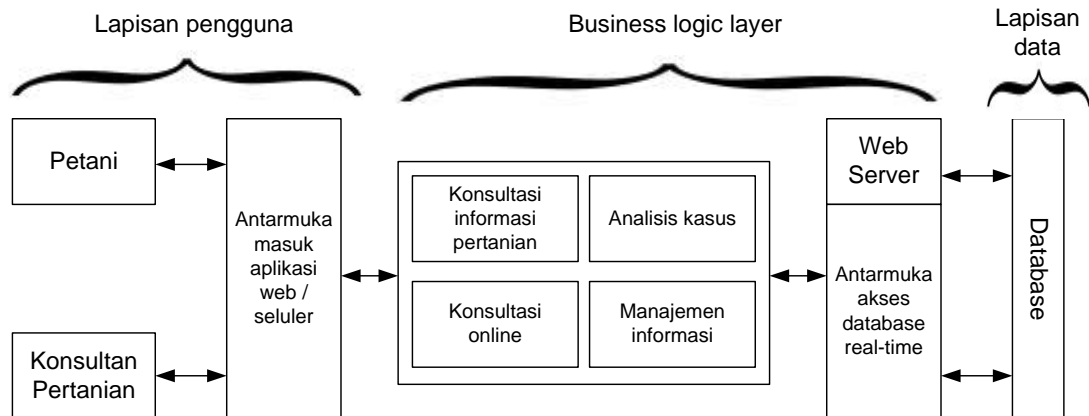 Lapisan pengguna
Business logic layer
Lapisan
data
Petani
Konsultan
Pertanian
Antarmuka
masuk
aplikasi
web /
seluler
Konsultasi
informasi
pertanian
Analisis kasus
Konsultasi
online
Manajemen
informasi
Web
Server
Antarmuka
akses
database
real-time
Database